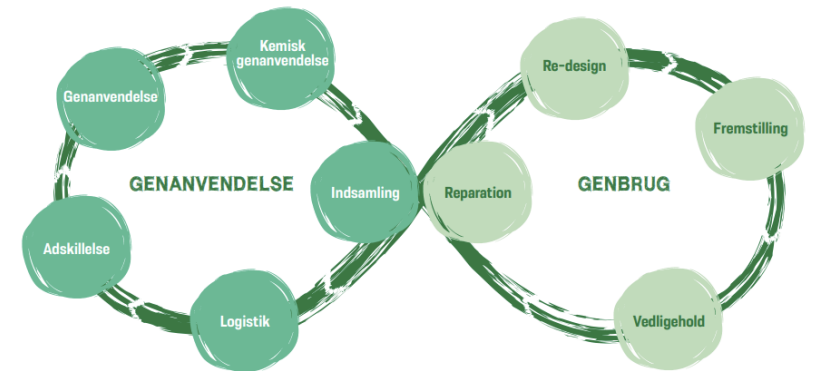 Kemisk
genanvendelse
Genanvendelse
GENANVENDELSE
Indsamling
Adskillelse
Logistik
Re-design
Fremstilling
GENBRUG
Reparation
Vedligehold